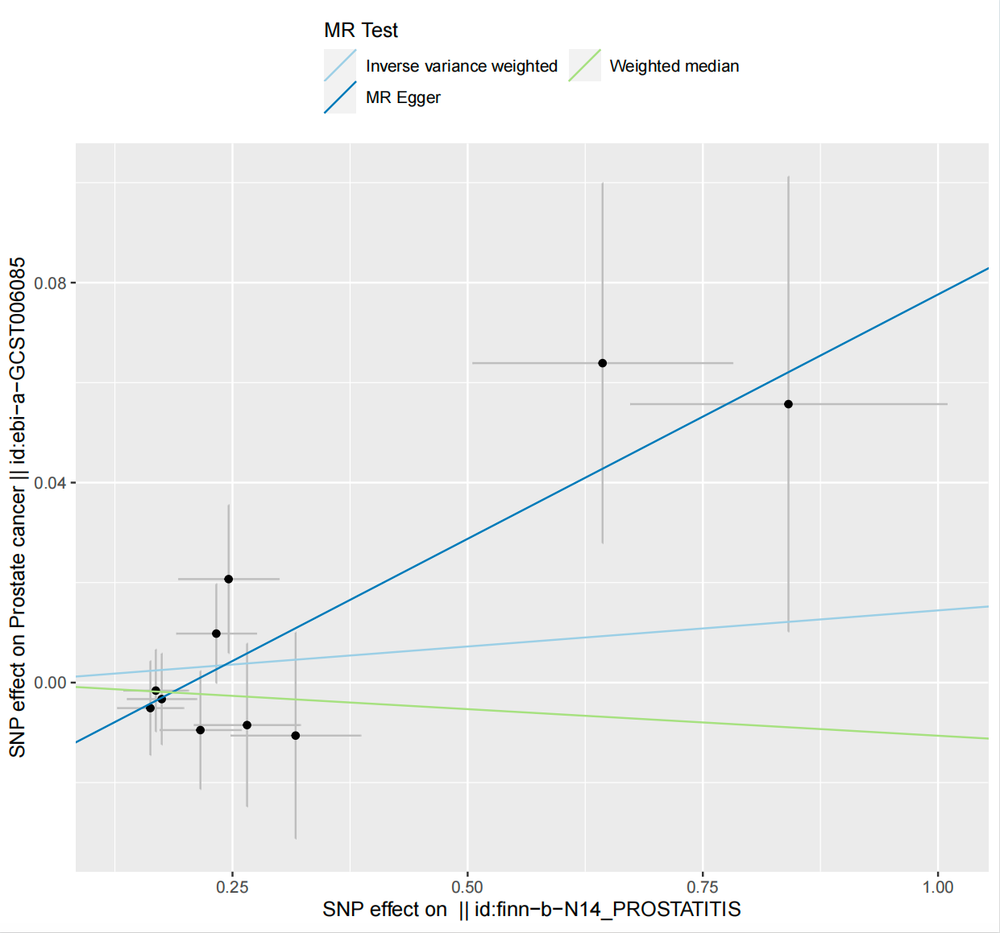 MR Test
Inverse variance weighted
Weighted median
MR Egger
SNP effect on Prostate cancer || id:ebi−a−GCST006085
0.08
0.04
0.00
0.25
0.50
0.75
1.00
SNP effect on  || id:finn−b−N14_PROSTATITIS